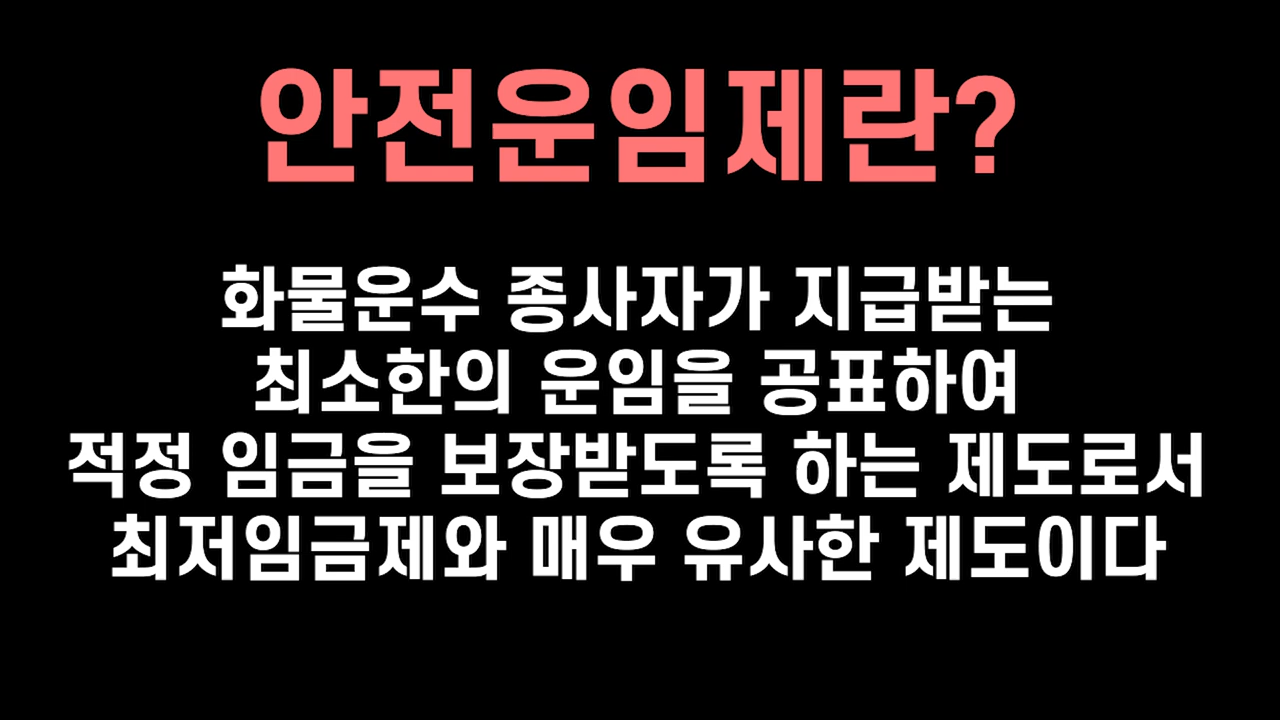 안전운임제란?
화물운수 종사자가 지급받는
최소한의 운임을 공표하여
적정 임금을 보장받도록 하는 제도로서
최저임금제와 매우 유사한 제도이다